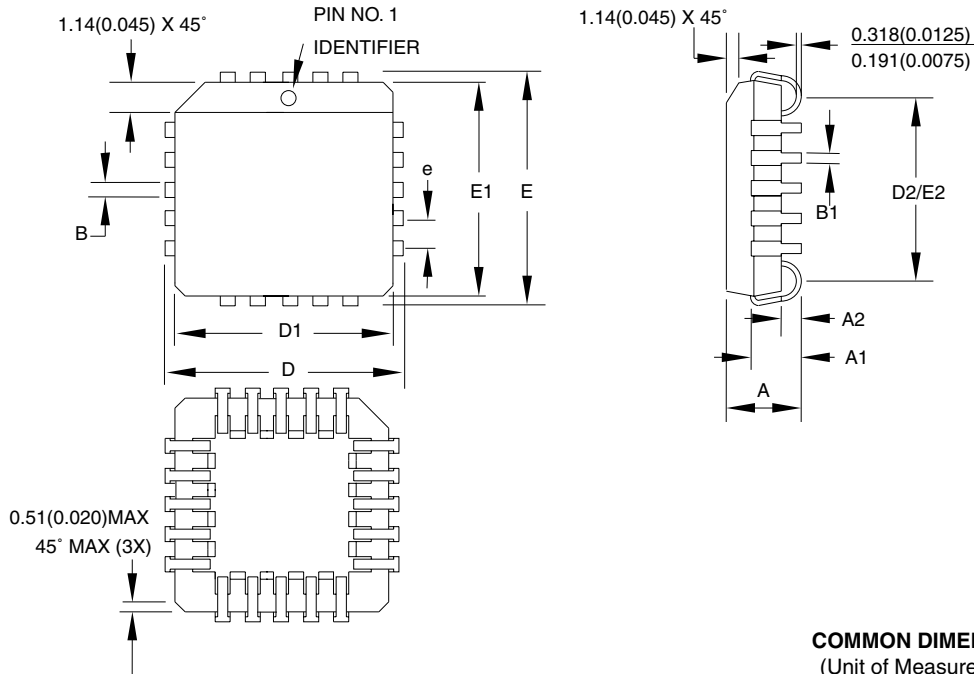 1.14(0.045) X 45˚
PIN NO. 1
IDENTIFIER
1.14(0.045) X 45˚
0.318(0.0125)
0.191(0.0075)
e
E1
E
B
D1
D
D2/E2
B1
A2
A1
A
0.51(0.020)MAX
45˚ MAX (3X)
COMMON DIME
(Unit of Measure